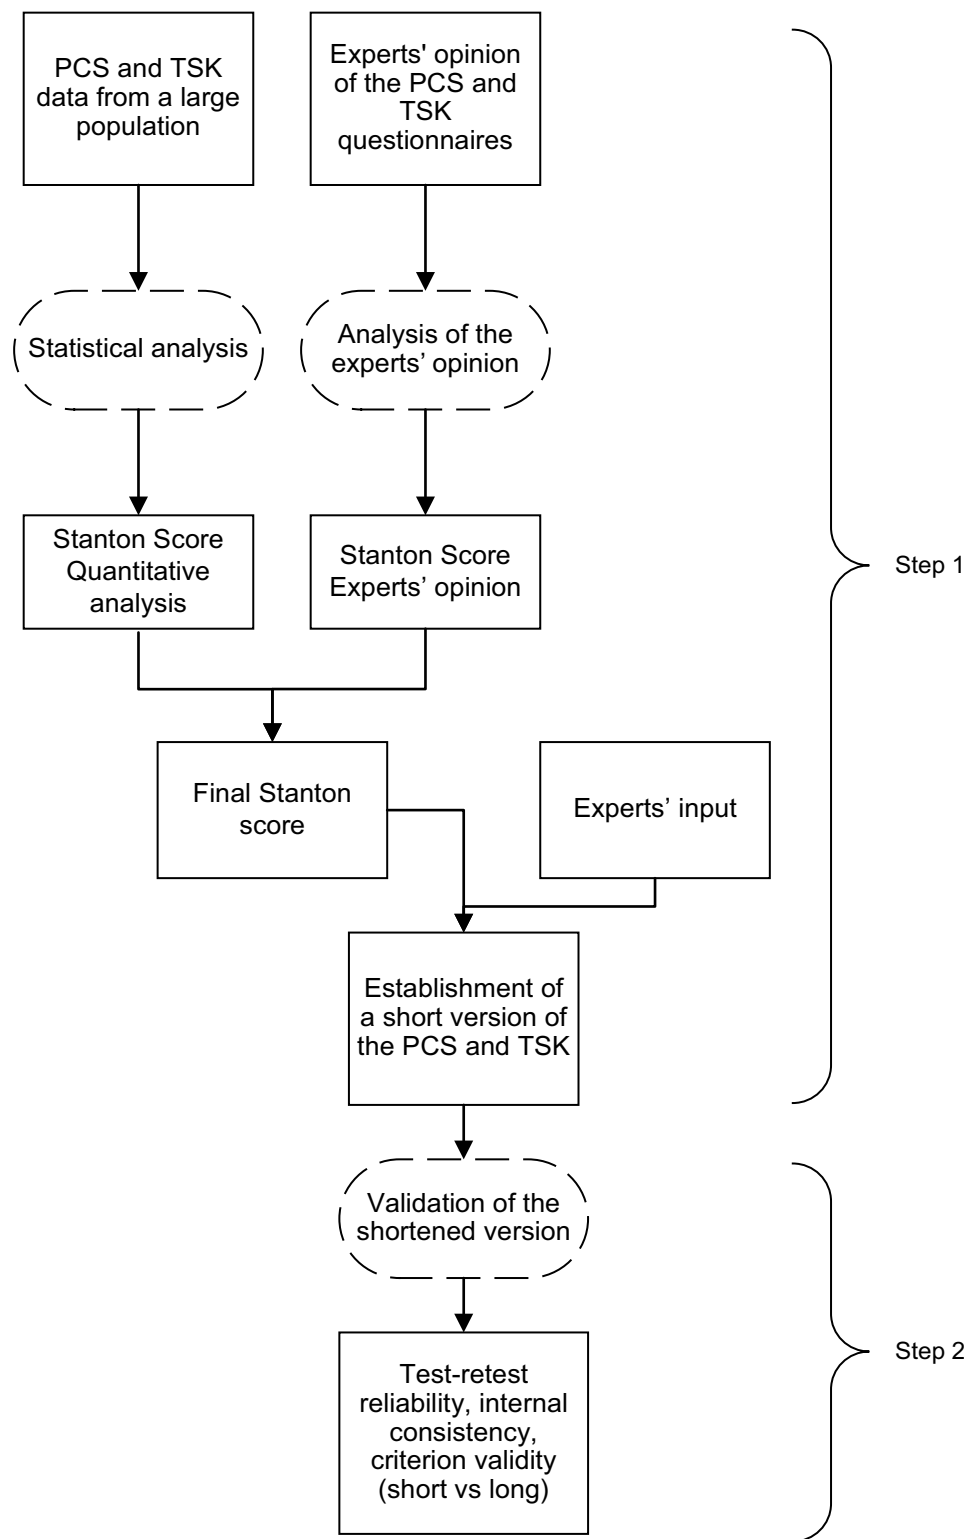 PCS and TSK
data from a large
population
Experts' opinion
of the PCS and
TSK
questionnaires
Statistical analysis
Analysis of the
experts’ opinion
Stanton Score
Quantitative
analysis
Stanton Score
Experts’ opinion
Step 1
Final Stanton
score
Experts’ input
Establishment of
a short version of
the PCS and TSK
Validation of the
shortened version
Step 2
Test-retest
reliability, internal
consistency,
criterion validity
(short vs long)